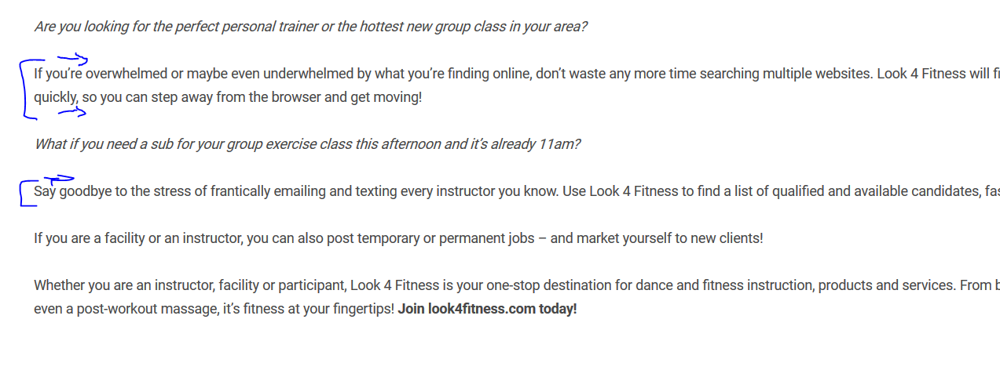 Are you looking for the perfect personal trainer or the hottest new group class in your area?
If you're overwhelmed or maybe even underwhelmed by what you're finding online, don't waste any more time searching multiple websites. Look 4 Fitness will
quickly, so you can step away from the browser and get moving!
What if you need a sub for your group exercise class this afternoon and it's already 11am?
Say goodbye to the stress of frantically emailing and texting every instructor you know. Use Look 4 Fitness to find a list of qualified and available candidates,
If you are a facility or an instructor, you can also post temporary or permanent jobs – and market yourself to new clients!
Whether you are an instructor, facility or participant, Look 4 Fitness is your one-stop destination for dance and fitness instruction, products and services. From
even a post-workout massage, it's fitness at your fingertips! Join look4fitness.com today!